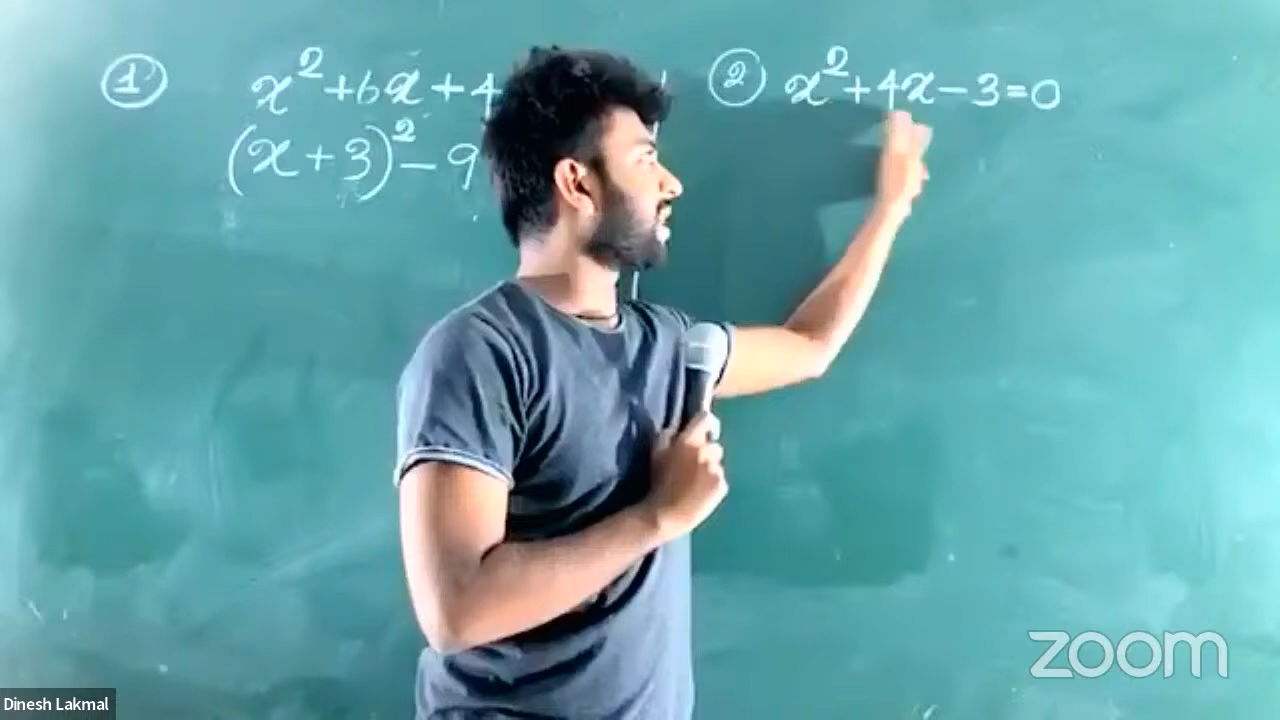 ① x²+6x+4
(x+3)²-9
② x²+4x-3=0
zoom
Dinesh Lakmal